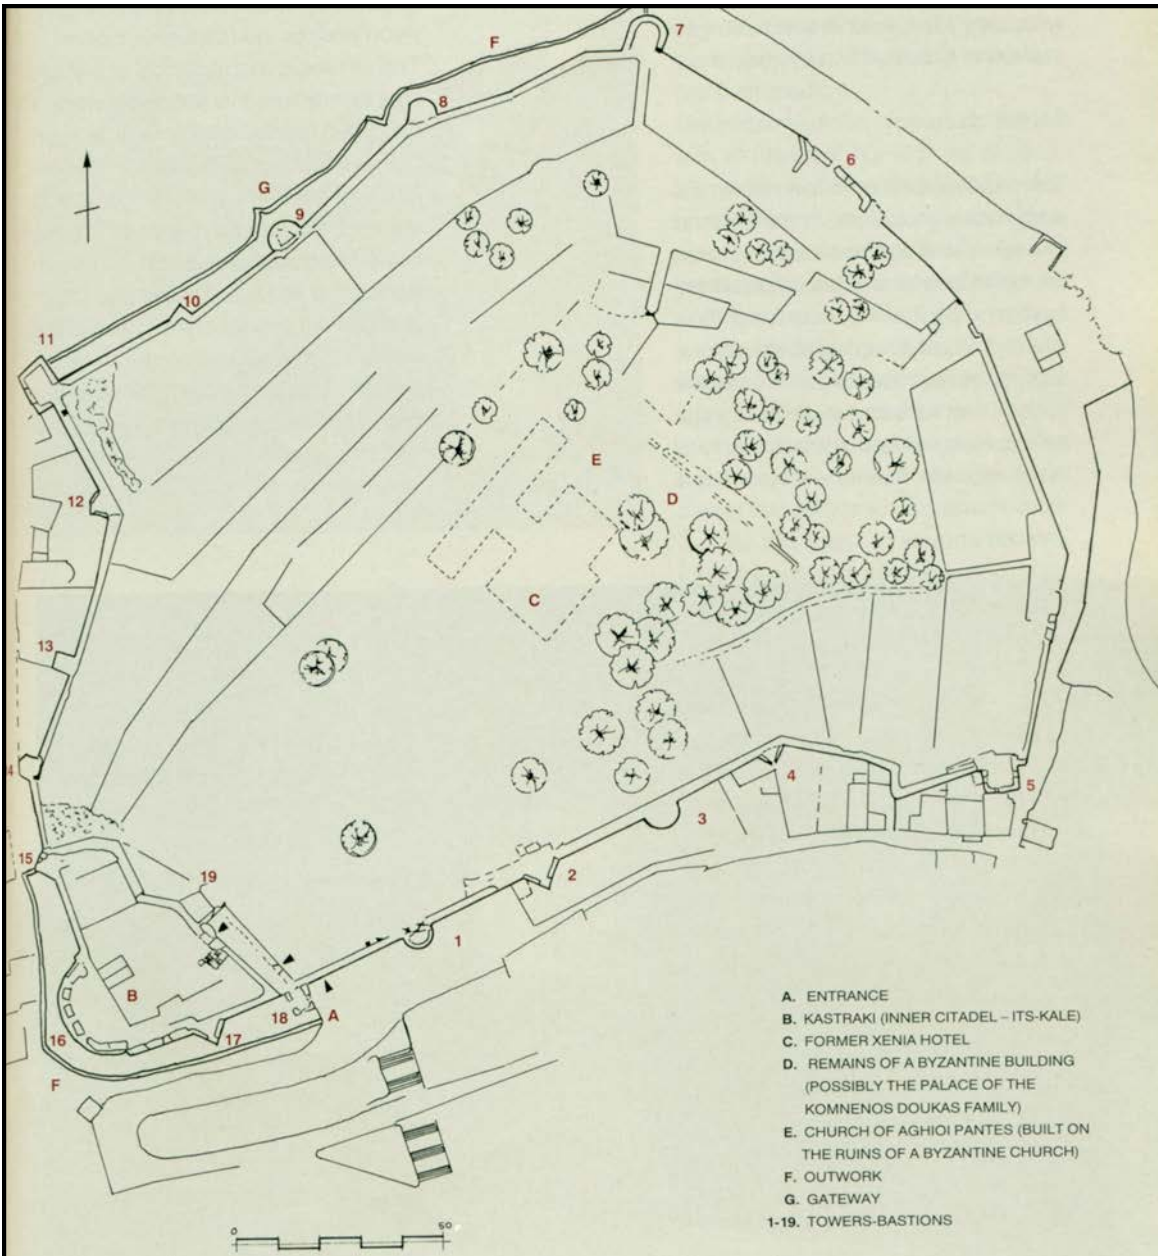 F
7
8
6
G
9
10
11
12
E
D
C
13
4
4
5
3
15
19
2
1
B
18
A
16
17
F
A. ENTRANCE
B. KASTRAKI (INNER CITADEL – ITS-KALE)
C. FORMER XENIA HOTEL
D. REMAINS OF A BYZANTINE BUILDING
(POSSIBLY THE PALACE OF THE
KOMNENOS DOUKAS FAMILY)
E. CHURCH OF AGHIOI PANTES (BUILT ON
THE RUINS OF A BYZANTINE CHURCH)
F. OUTWORK
G. GATEWAY
1-19. TOWERS-BASTIONS
0 50